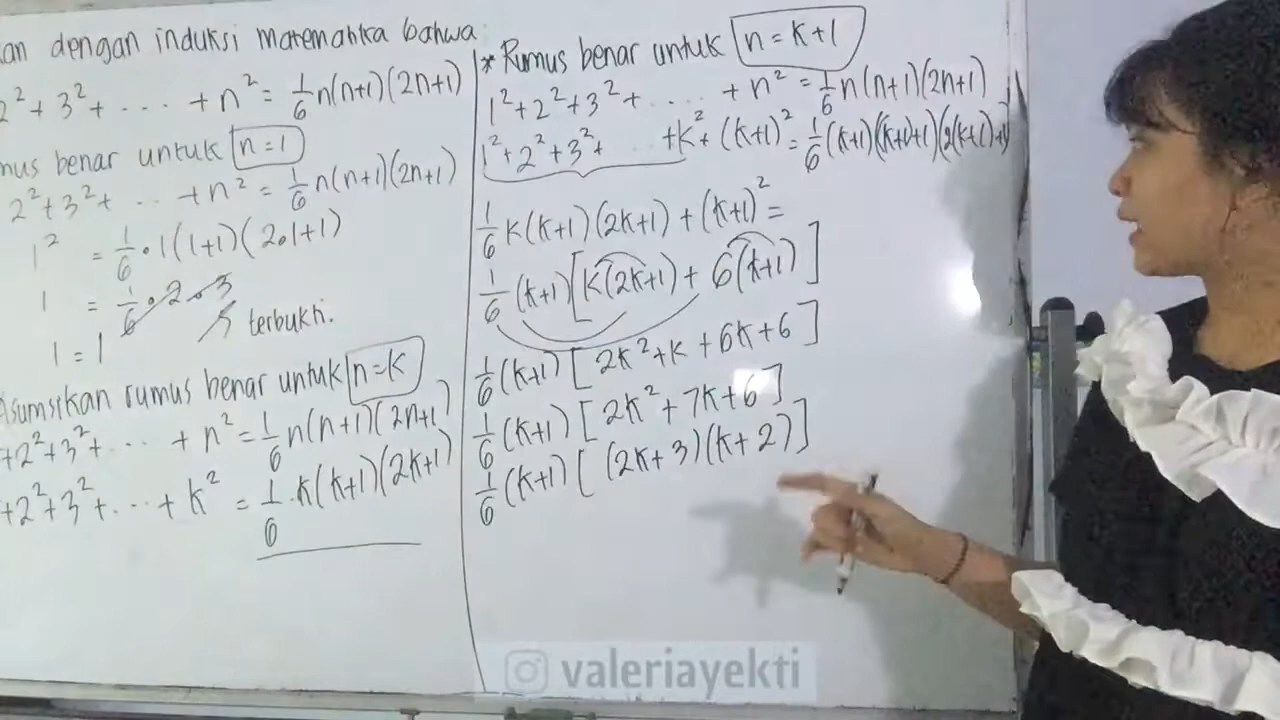 an dengan induksi matematika bahwa
2² + 3² + .... + n² = 1/6 n(n+1)(2n+1)
mus benar untuk n=1
2² + 3² + .. + n² = 1/6 n(n+1)(2n+1)
1² = 1/6 • 1(1+1)(2.1+1)
1 = 1/6 • 2 • 3
terbukti.
1 = 1
Asumsikan rumus benar untuk n=k
+2²+3²+ ... + n² = 1/6 n(n+1)(2n+1
+2²+3²+... + k² = 1/6 . k(k+1)(2k+1)
* Rumus benar untuk n = k+1
1²+2²+3²+ .... + n² = 1/6 n(n+1)(2n+1)
1²+2²+3²+ ... +k²+ (k+1)² = 1/6 (k+1)((k+1)+1)(2(k+1)+1)
1/6 k(k+1)(2k+1) + (k+1)² =
1/6 (k+1)[k(2k+1) + 6(k+1)]
1/6 (k+1) [2k²+k + 6k+6]
1/6 (k+1) [2k² + 7k+6]
1/6 (k+1) [(2k+3)(k+2)]
valeriayekti